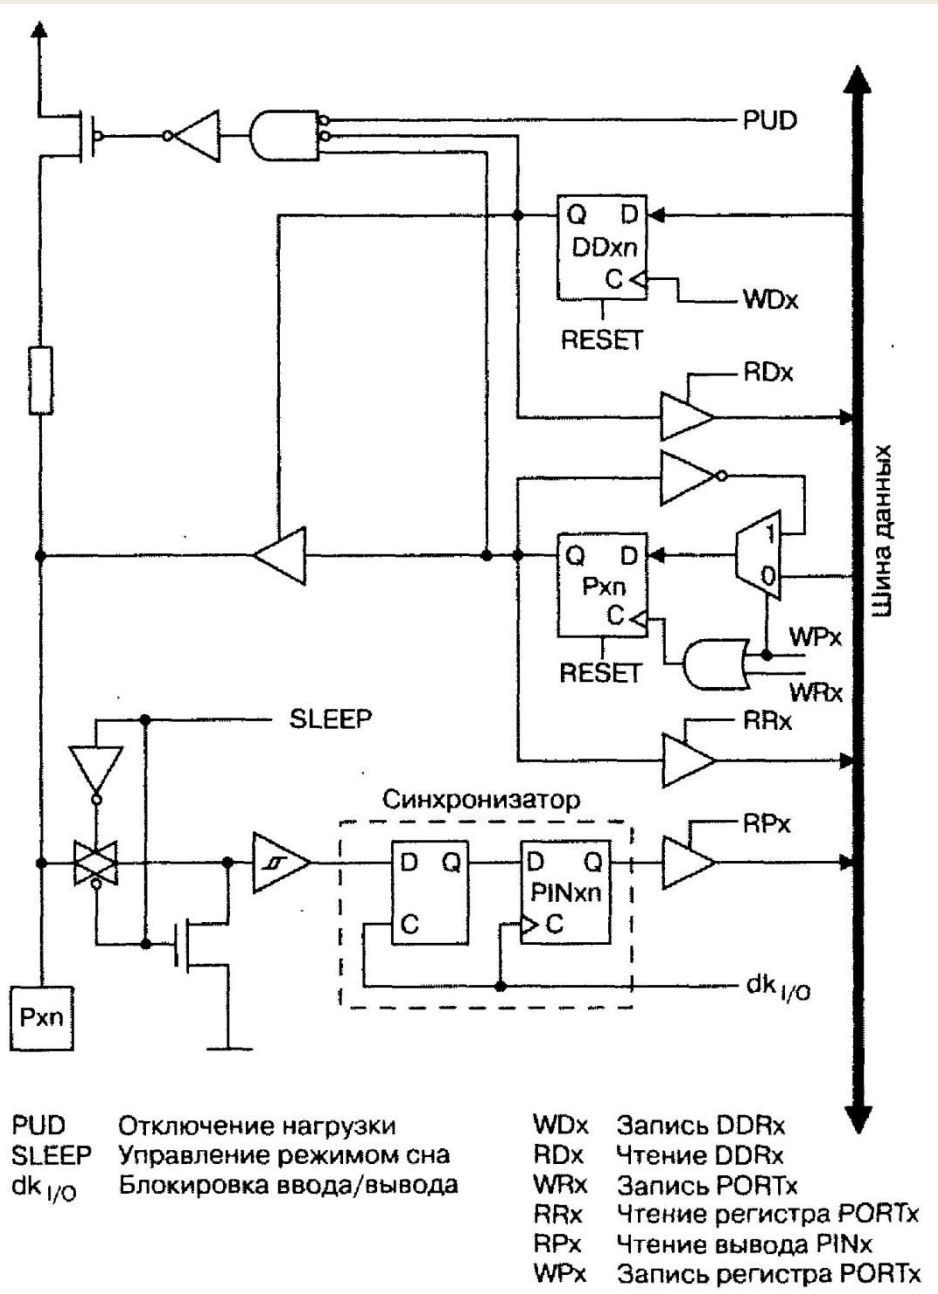 PUD
Q D
DDxn
C
WDx
RESET
RDx
Шина данных
1
Q D
0
Pxn
C
WPx
RESET
WRx
SLEEP
RRx
Синхронизатор
RPx
D Q
D Q
PINxn
C
C
dk I/O
Pxn
PUD Отключение нагрузки
SLEEP Управление режимом сна
dk I/O Блокировка ввода/вывода
WDx Запись DDRx
RDx Чтение DDRx
WRx Запись PORTx
RRx Чтение регистра PORTx
RPx Чтение вывода PINx
WPx Запись регистра PORTx